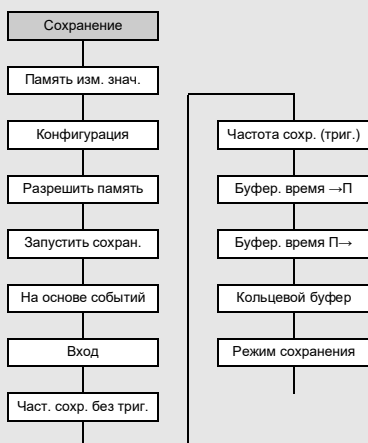 Сохранение
Память изм. знач.
Конфигурация
Разрешить память
Запустить сохран.
На основе событий
Вход
Част. сохр. без триг.
Частота сохр. (триг.)
Буфер. время →П
Буфер. время П→
Кольцевой буфер
Режим сохранения